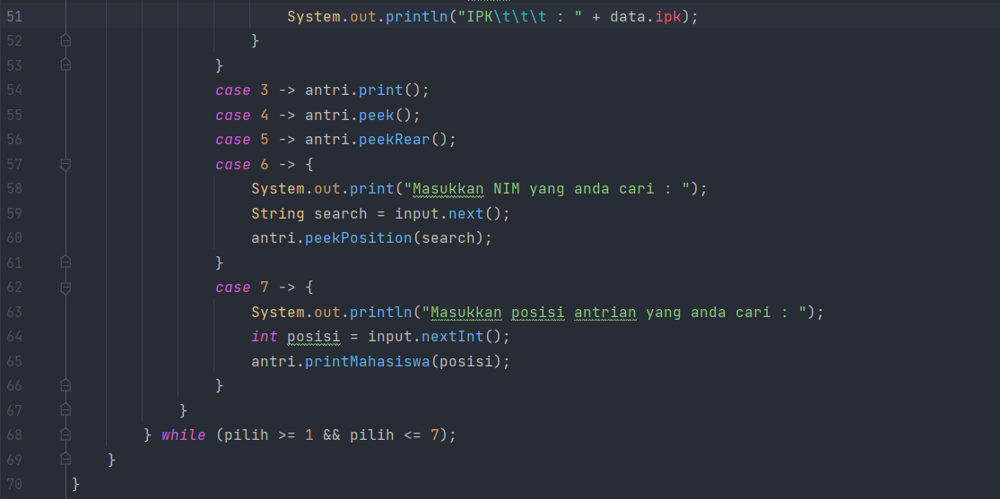 51 System.out.println("IPK\t\t\t : " + data.ipk);
52 }
53 }
54 case 3 -> antri.print();
55 case 4 -> antri.peek();
56 case 5 -> antri.peekRear();
57 case 6 -> {
58 System.out.print("Masukkan NIM yang anda cari : ");
59 String search = input.next();
60 antri.peekPosition(search);
61 }
62 case 7 -> {
63 System.out.println("Masukkan posisi antrian yang anda cari : ");
64 int posisi = input.nextInt();
65 antri.printMahasiswa(posisi);
66 }
67 }
68 } while (pilih >= 1 && pilih <= 7);
69 }
70 }